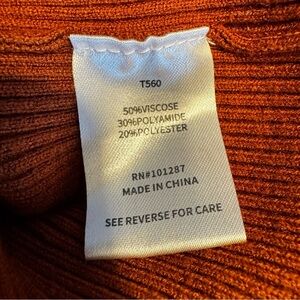 T560
50%VISCOSE
30%POLYAMIDE
20%POLYESTER
RN#101287
MADE IN CHINA
SEE REVERSE FOR CARE